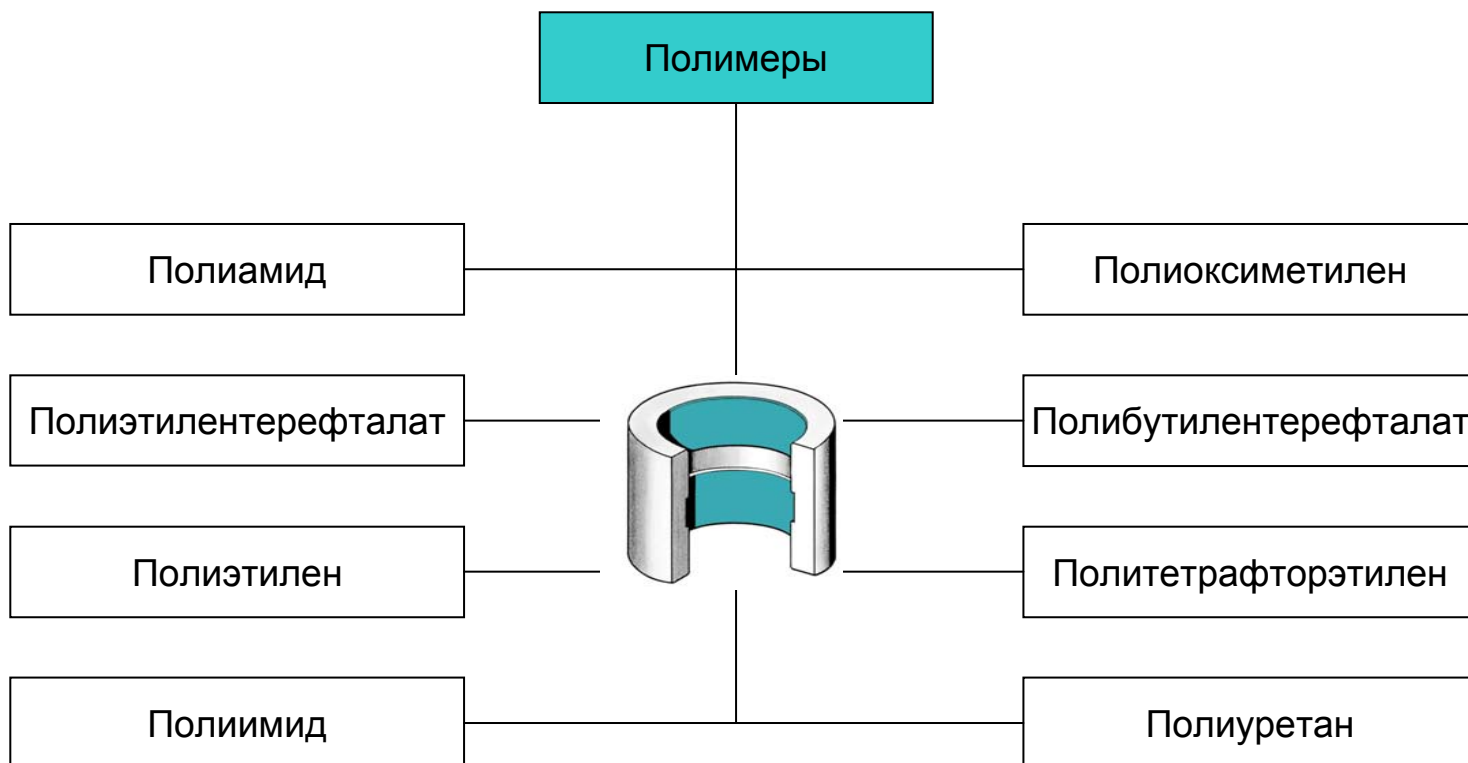 Полимеры
Полиамид
Полиоксиметилен
Полиэтилентерефталат
Полибутилентерефталат
Полиэтилен
Политетрафторэтилен
Полиимид
Полиуретан